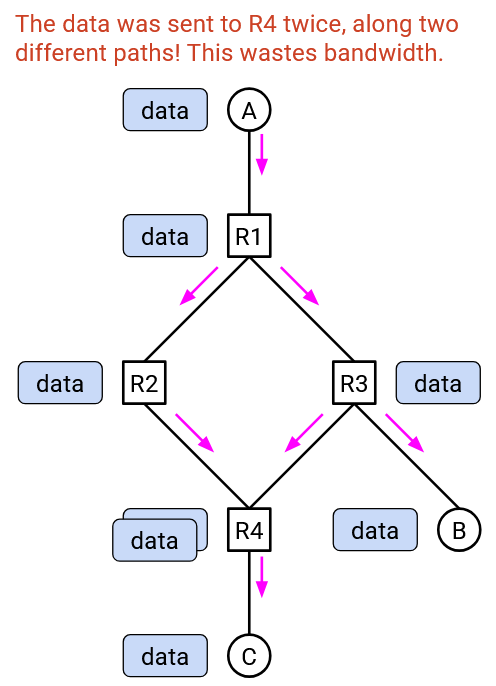 The data was sent to R4 twice, along two
different paths! This wastes bandwidth.
data A
data R1
data R2 R3 data
data R4 data B
data C